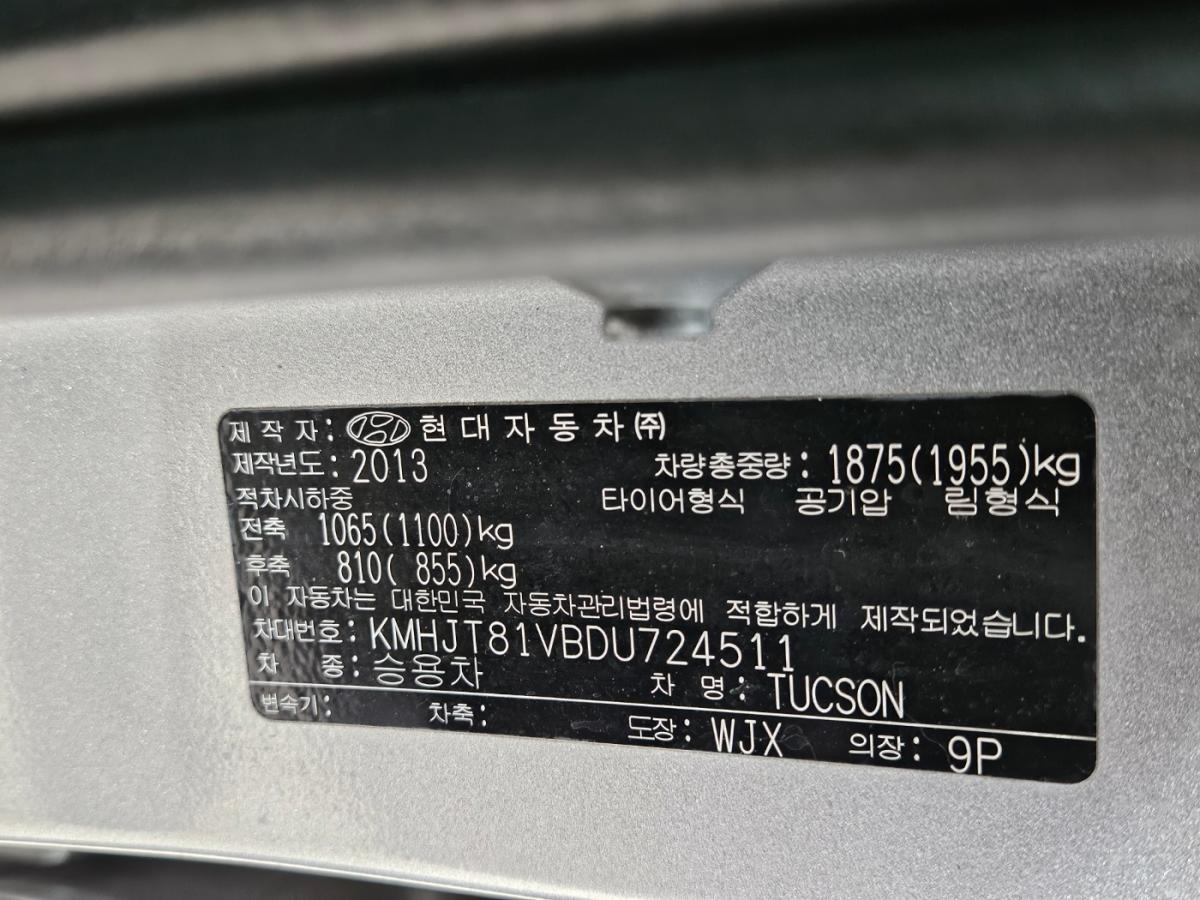 제 작 자: 현 대 자 동 차 ㈜
제작년도: 2013 차량총중량: 1875(1955)kg
적차시하중 타이어형식 공기압 림형식
전축 1065(1100)kg
후축 810( 855)kg
이 자동차는 대한민국 자동차관리법령에 적합하게 제작되었습니다.
차대번호: KMHJT81VBDU724511
차 종: 승용차 차 명: TUCSON
변속기: 차축: 도장: WJX 의장: 9P